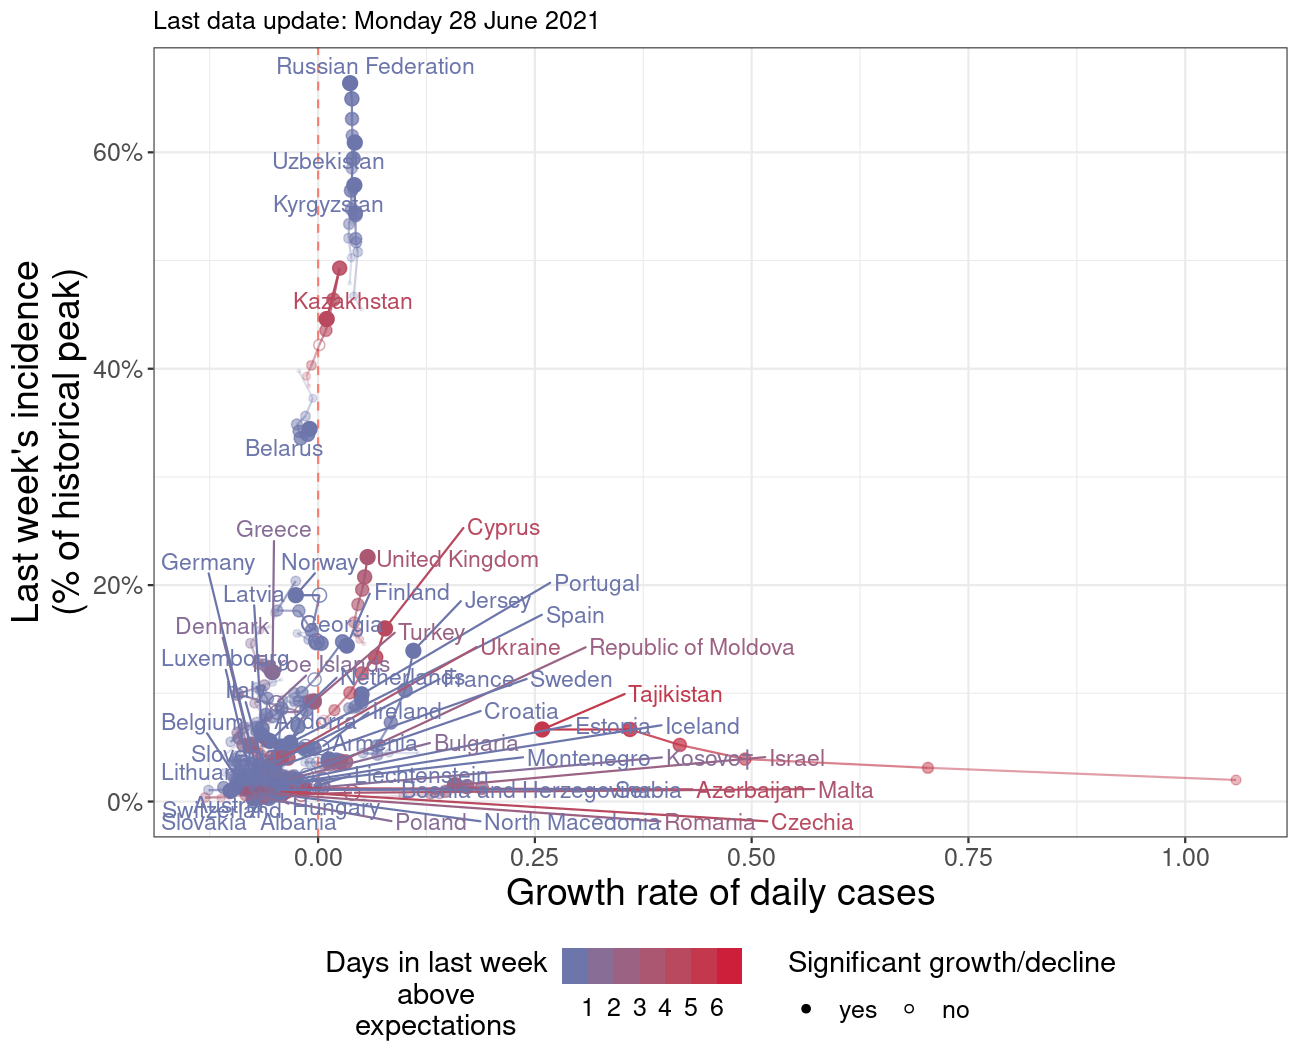 Last data update: Monday 28 June 2021
Russian Federation
60%
Uzbekistan
Kyrgyzstan
Kazakhstan
40%
Belarus
Last week's incidence
(% of historical peak)
Greece
Cyprus
Germany
Norway
United Kingdom
20%
Latvia
Finland
Portugal
Jersey
Spain
Denmark
Georgia
Turkey
Ukraine
Republic of Moldova
Luxembourg
Faroe Islands
Netherlands
France
Sweden
Italy
Tajikistan
Belgium
Andorra
Ireland
Croatia
Estonia
Iceland
Armenia
Bulgaria
Montenegro
Kosovo
Israel
Liechtenstein
Bosnia and Herzegovina
Serbia
Azerbaijan
Malta
0%
Austria
Switzerland
Hungary
Slovakia
Albania
Poland
North Macedonia
Romania
Czechia
0.00
0.25
0.50
0.75
1.00
Growth rate of daily cases
Days in last week
above
expectations
1 2 3 4 5 6
Significant growth/decline
yes
no